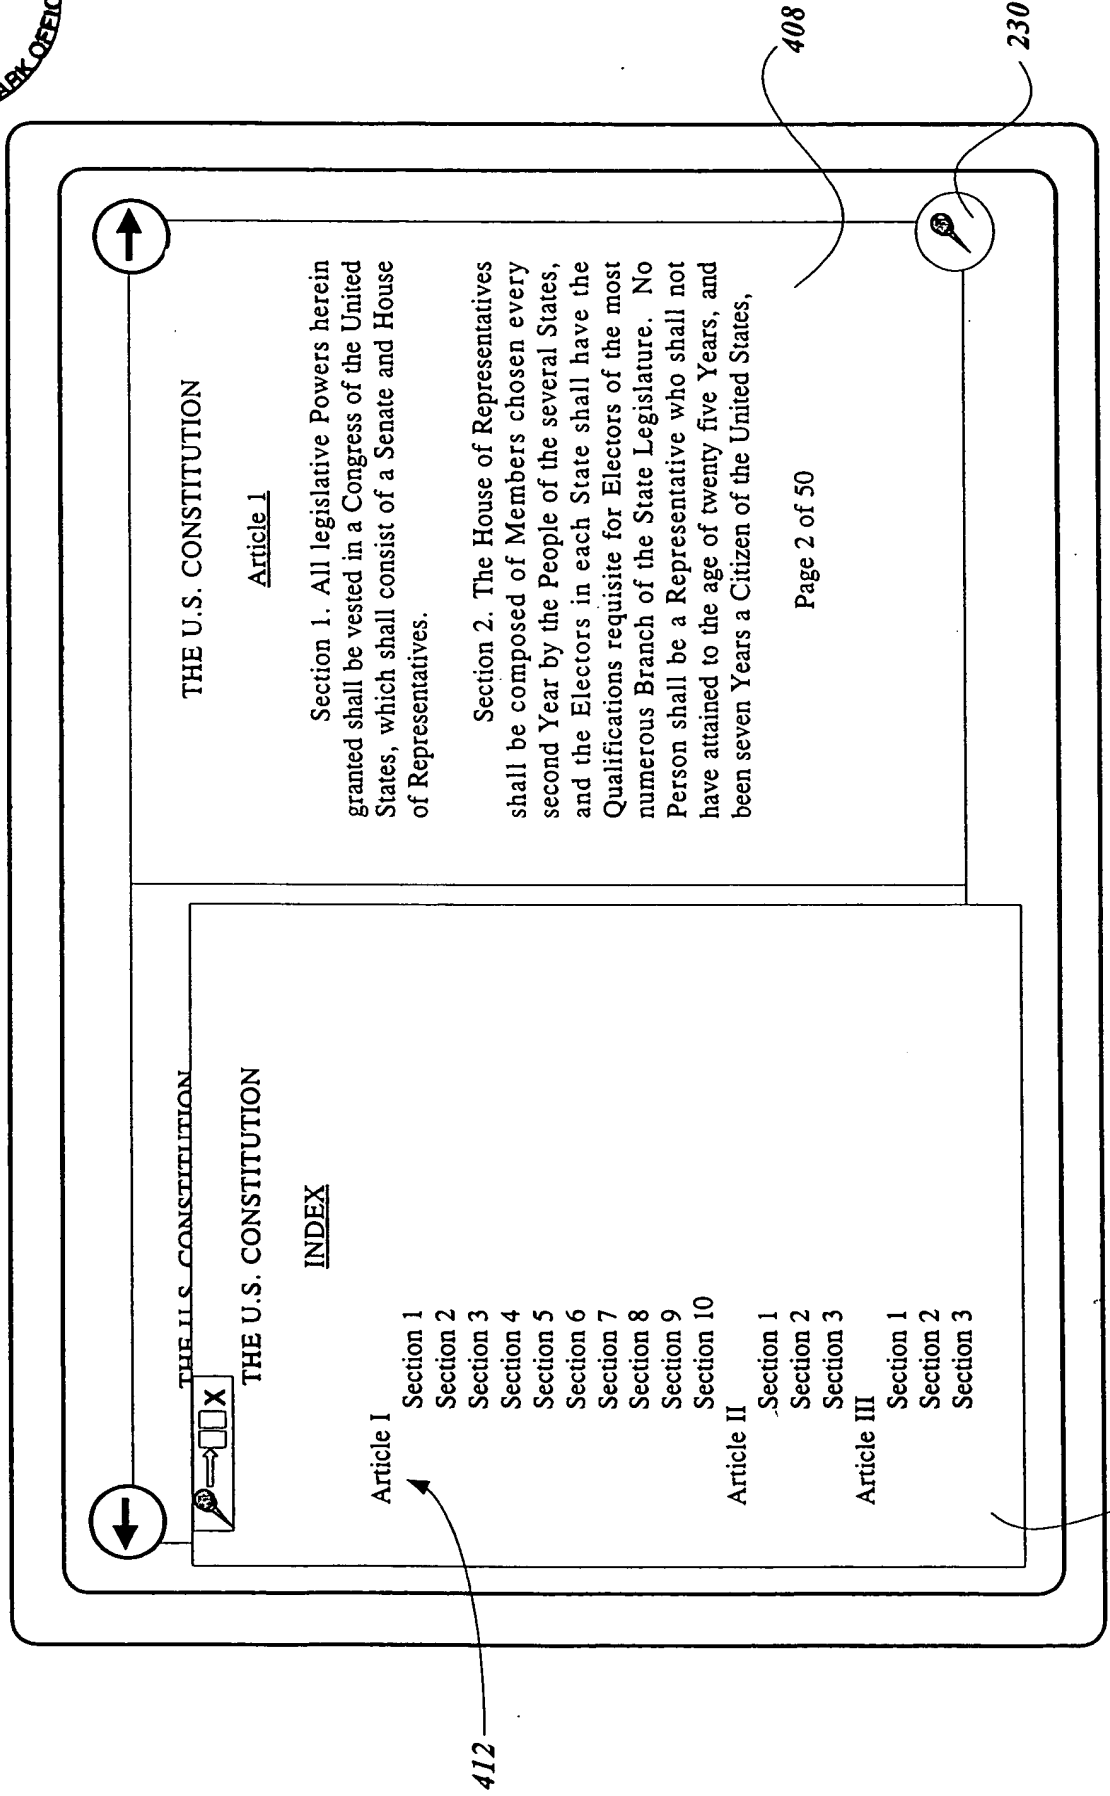 ARK OFFIC
408
230
THE U.S. CONSTITUTION
THE U.S. CONSTITUTION
X
INDEX
Article I
Section 1
Section 2
Section 3
Section 4
Section 5
Section 6
Section 7
Section 8
Section 9
Section 10
Article II
Section 1
Section 2
Section 3
Article III
Section 1
Section 2
Section 3
THE U.S. CONSTITUTION
Article 1
Section 1. All legislative Powers herein
granted shall be vested in a Congress of the United
States, which shall consist of a Senate and House
of Representatives.
Section 2. The House of Representatives
shall be composed of Members chosen every
second Year by the People of the several States,
and the Electors in each State shall have the
Qualifications requisite for Electors of the most
numerous Branch of the State Legislature. No
Person shall be a Representative who shall not
have attained to the age of twenty five Years, and
been seven Years a Citizen of the United States,
Page 2 of 50
412